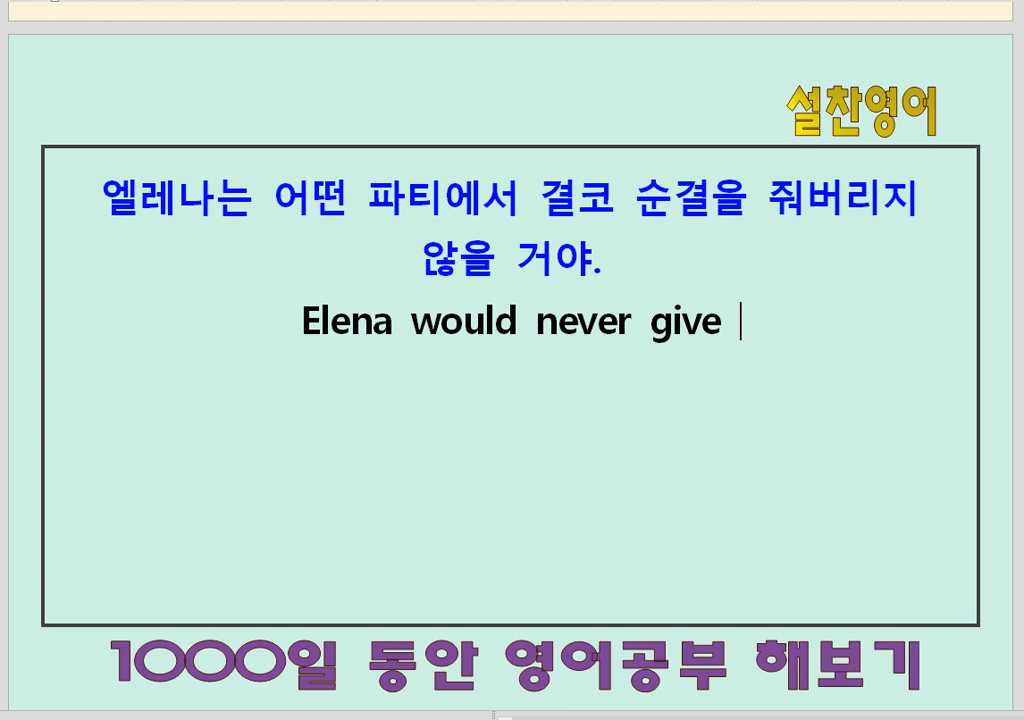 설찬영어
엘레나는 어떤 파티에서 결코 순결을 줘버리지
않을 거야.
Elena would never give
1000일 동안 영어공부 해보기